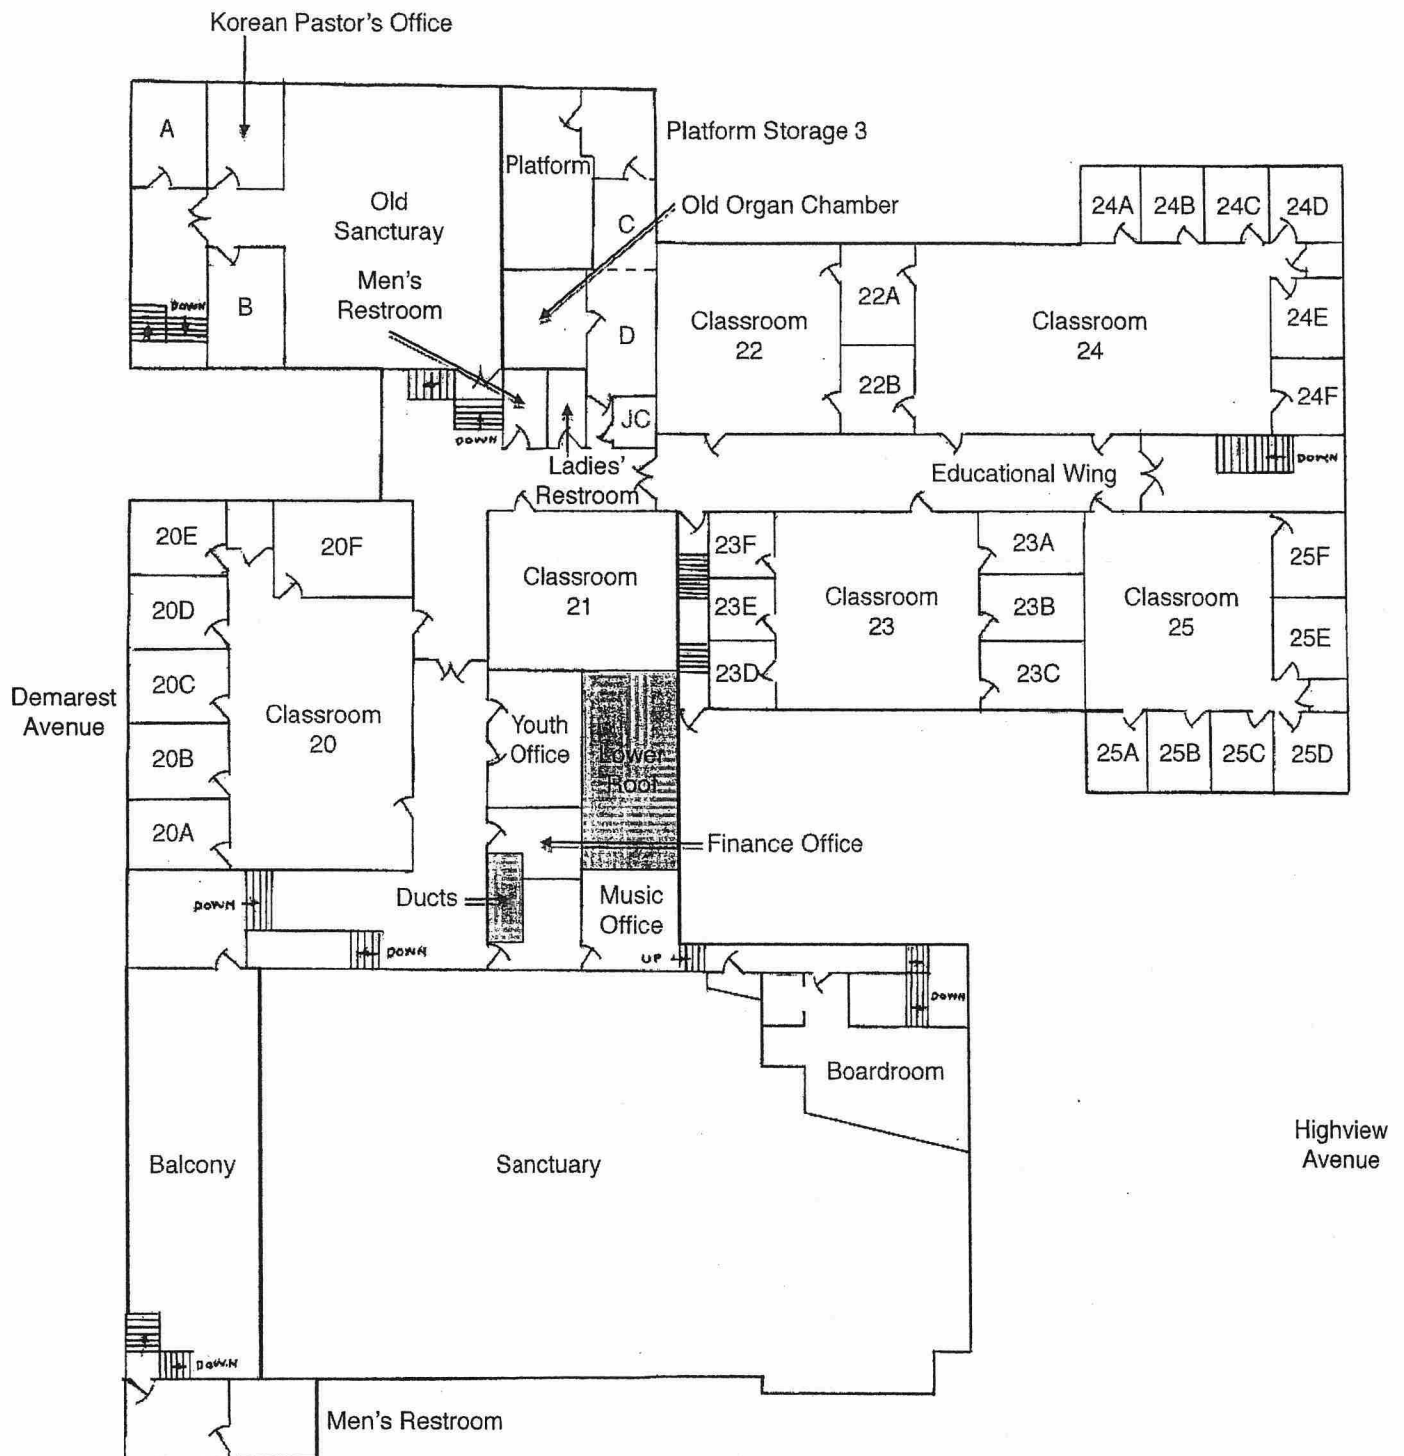 Korean Pastor's Office
A
Platform Storage 3
Platform
Old
Sancturay
Old Organ Chamber
C
24A
24B
24C
24D
Men's
Restroom
DOWN
B
D
Classroom
22
22A
22B
Classroom
24
24E
24F
JC
DOWN
Ladies'
Restroom
Educational Wing
DOWN
20E
20F
20D
20C
20B
20A
Classroom
20
Classroom
21
23F
23E
23D
Classroom
23
23A
23B
23C
Classroom
25
25F
25E
25A
25B
25C
25D
Demarest
Avenue
Youth
Office
Lower
Roof
Finance Office
Ducts
Music
Office
DOWN
DOWN
UP
DOWN
Boardroom
Balcony
Sanctuary
Highview
Avenue
DOWN
Men's Restroom